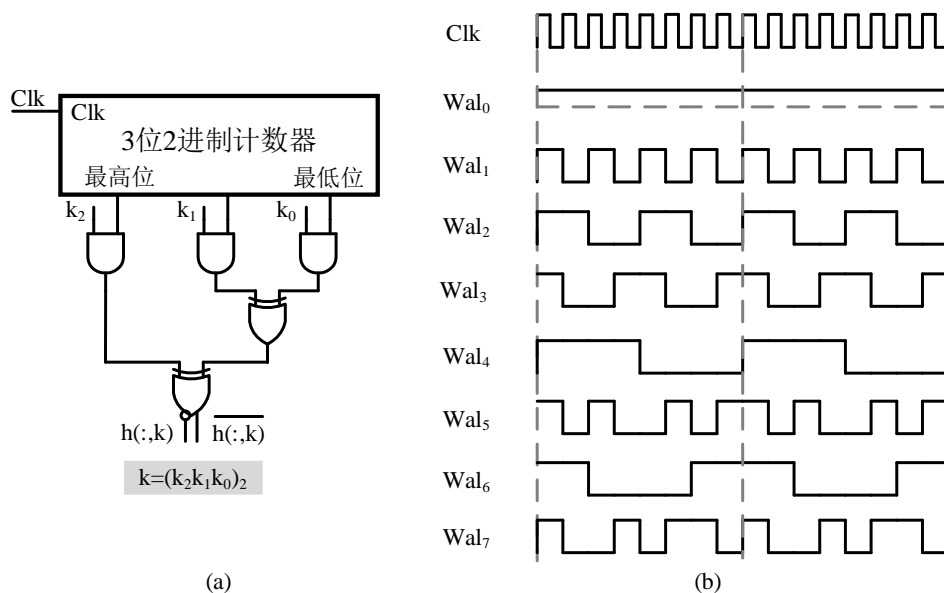 Clk
Clk
3位2进制计数器
最高位
最低位
k₂
k₁
k₀
h(:,k)
h(:,k)
k=(k₂k₁k₀)₂
(a)
Clk
Wal₀
Wal₁
Wal₂
Wal₃
Wal₄
Wal₅
Wal₆
Wal₇
(b)